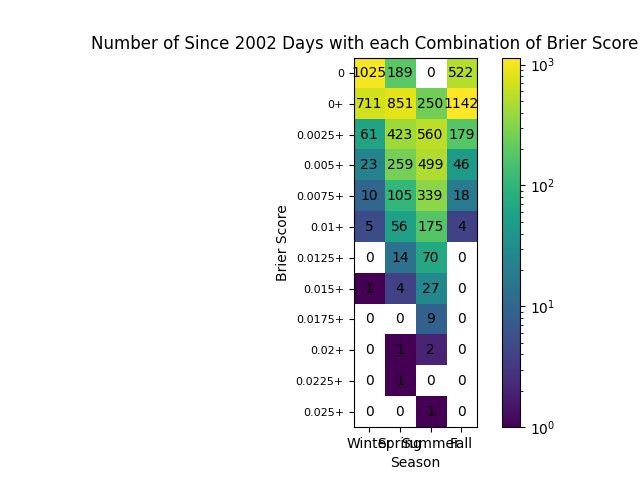 Number of Since 2002 Days with each Combination of Brier Score
0 1025 189 0 522
0+ 711 851 250 1142
0.0025+ 61 423 560 179
0.005+ 23 259 499 46
0.0075+ 10 105 339 18
0.01+ 5 56 175 4
0.0125+ 0 14 70 0
0.015+ 1 4 27 0
0.0175+ 0 0 9 0
0.02+ 0 1 2 0
0.0225+ 0 1 0 0
0.025+ 0 0 1 0
Winter Spring Summer Fall
Season
Brier Score
10³
10²
10¹
10⁰